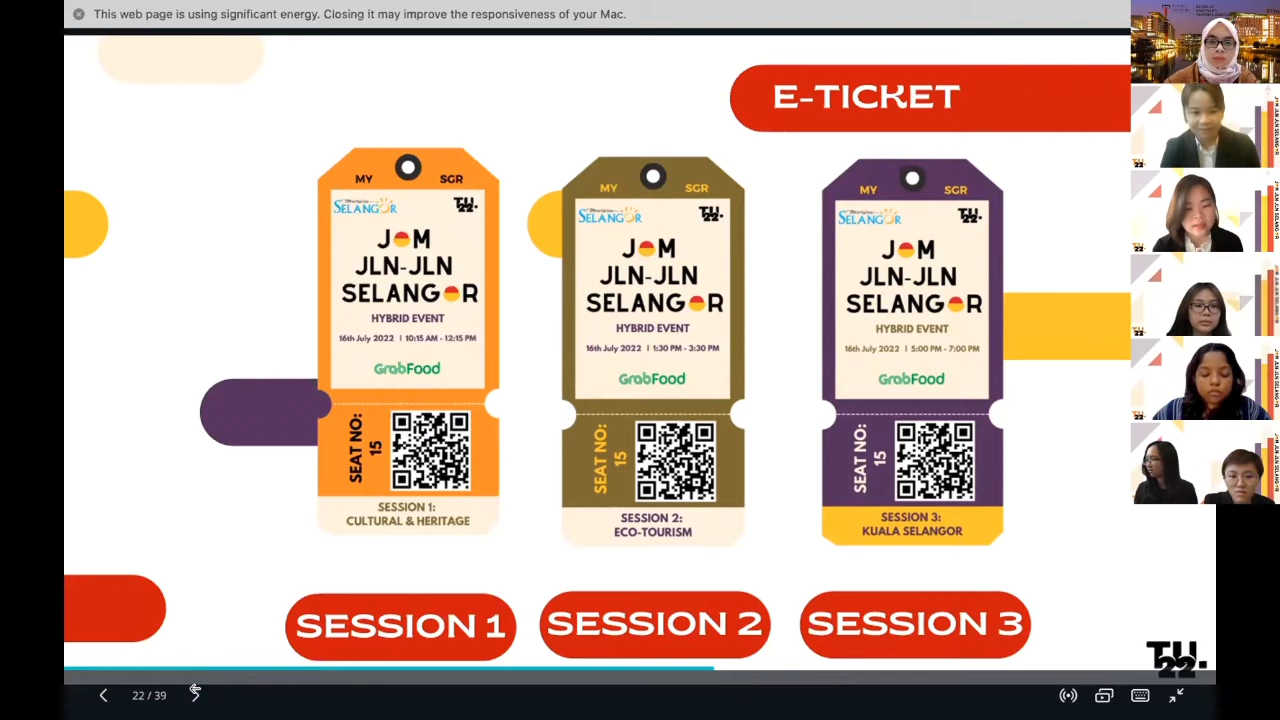 This web page is using significant energy. Closing it may improve the responsiveness of your Mac.
E-TICKET
MY SGR
SELANGOR TU22.
JOM
JLN-JLN
SELANGOR
HYBRID EVENT
16th July 2022 | 10:15 AM - 12:15 PM
GrabFood
SEAT NO:
15
SESSION 1:
CULTURAL & HERITAGE
MY SGR
SELANGOR TU22.
JOM
JLN-JLN
SELANGOR
HYBRID EVENT
16th July 2022 | 1:30 PM - 3:30 PM
GrabFood
SEAT NO:
15
SESSION 2:
ECO-TOURISM
MY SGR
SELANGOR TU22.
JOM
JLN-JLN
SELANGOR
HYBRID EVENT
16th July 2022 | 5:00 PM - 7:00 PM
GrabFood
SEAT NO:
15
SESSION 3:
KUALA SELANGOR
SESSION 1
SESSION 2
SESSION 3
TU22.
22 / 39